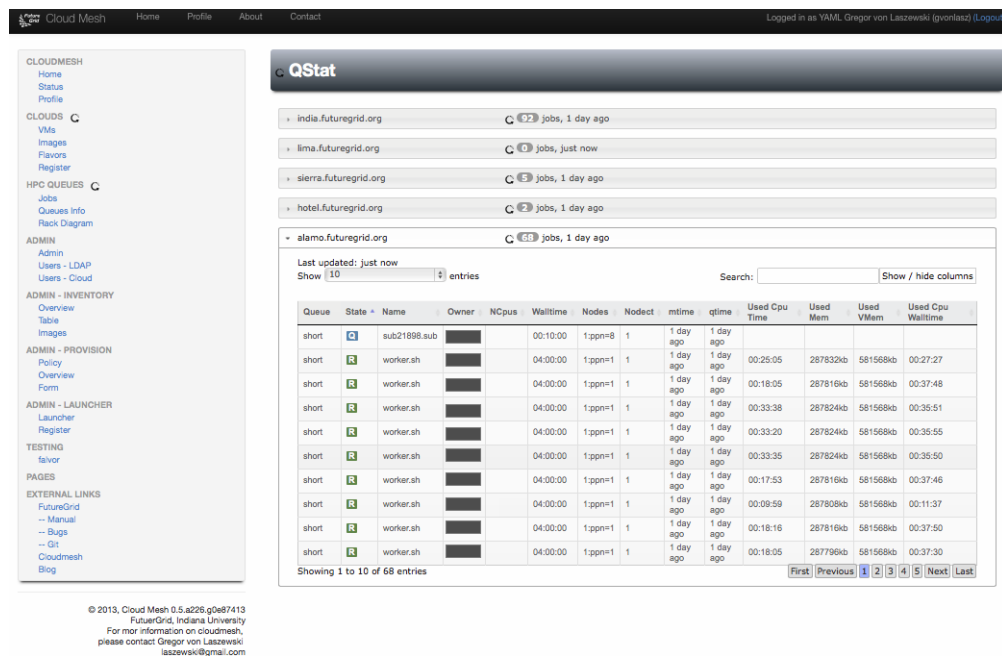 Future Grid Cloud Mesh Home Profile About Contact Logged in as YAML Gregor von Laszewski (gvonlasz) (Logout
CLOUDMESH
Home
Status
Profile
CLOUDS
VMs
Images
Flavors
Register
HPC QUEUES
Jobs
Queues Info
Rack Diagram
ADMIN
Admin
Users - LDAP
Users - Cloud
ADMIN - INVENTORY
Overview
Table
Images
ADMIN - PROVISION
Policy
Overview
Form
ADMIN - LAUNCHER
Launcher
Register
TESTING
falvor
PAGES
EXTERNAL LINKS
FutureGrid
-- Manual
-- Bugs
-- Git
Cloudmesh
Blog
© 2013, Cloud Mesh 0.5.a226.g0e87413
FutuerGrid, Indiana University
For mor information on cloudmesh,
please contact Gregor von Laszewski
laszewski@gmail.com
QStat
india.futuregrid.org 92 jobs, 1 day ago
lima.futuregrid.org 0 jobs, just now
sierra.futuregrid.org 5 jobs, 1 day ago
hotel.futuregrid.org 2 jobs, 1 day ago
alamo.futuregrid.org 68 jobs, 1 day ago
Last updated: just now
Show 10 entries Search: Show / hide columns
Queue State Name Owner NCpus Walltime Nodes Nodect mtime qtime Used Cpu Time Used Mem Used VMem Used Cpu Walltime
short Q sub21898.sub 00:10:00 1:ppn=8 1 1 day ago 1 day ago
short R worker.sh 04:00:00 1:ppn=1 1 1 day ago 1 day ago 00:25:05 287832kb 581568kb 00:27:27
short R worker.sh 04:00:00 1:ppn=1 1 1 day ago 1 day ago 00:18:05 287816kb 581568kb 00:37:48
short R worker.sh 04:00:00 1:ppn=1 1 1 day ago 1 day ago 00:33:38 287824kb 581568kb 00:35:51
short R worker.sh 04:00:00 1:ppn=1 1 1 day ago 1 day ago 00:33:20 287824kb 581568kb 00:35:55
short R worker.sh 04:00:00 1:ppn=1 1 1 day ago 1 day ago 00:33:35 287824kb 581568kb 00:35:50
short R worker.sh 04:00:00 1:ppn=1 1 1 day ago 1 day ago 00:17:53 287816kb 581568kb 00:37:46
short R worker.sh 04:00:00 1:ppn=1 1 1 day ago 1 day ago 00:09:59 287808kb 581568kb 00:11:37
short R worker.sh 04:00:00 1:ppn=1 1 1 day ago 1 day ago 00:18:16 287816kb 581568kb 00:37:50
short R worker.sh 04:00:00 1:ppn=1 1 1 day ago 1 day ago 00:18:05 287796kb 581568kb 00:37:30
Showing 1 to 10 of 68 entries First Previous 1 2 3 4 5 Next Last